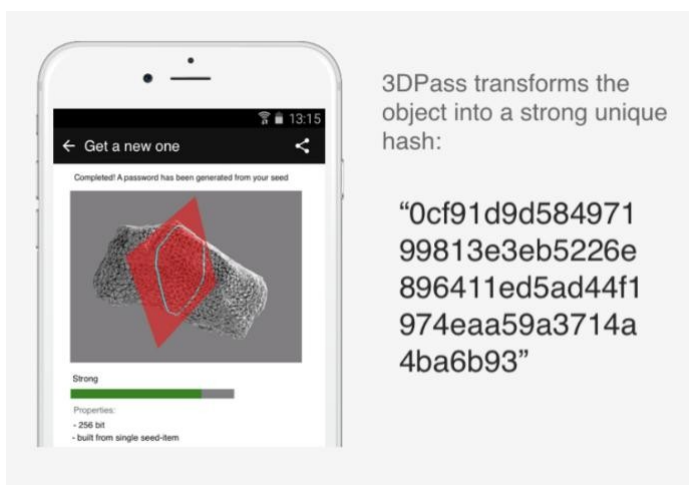 13:15
Get a new one
Completed! A password has been generated from your seed
Strong
Properties:
- 256 bit
- built from single seed-item
3DPass transforms the
object into a strong unique
hash:
“0cf91d9d584971
99813e3eb5226e
896411ed5ad44f1
974eaa59a3714a
4ba6b93”